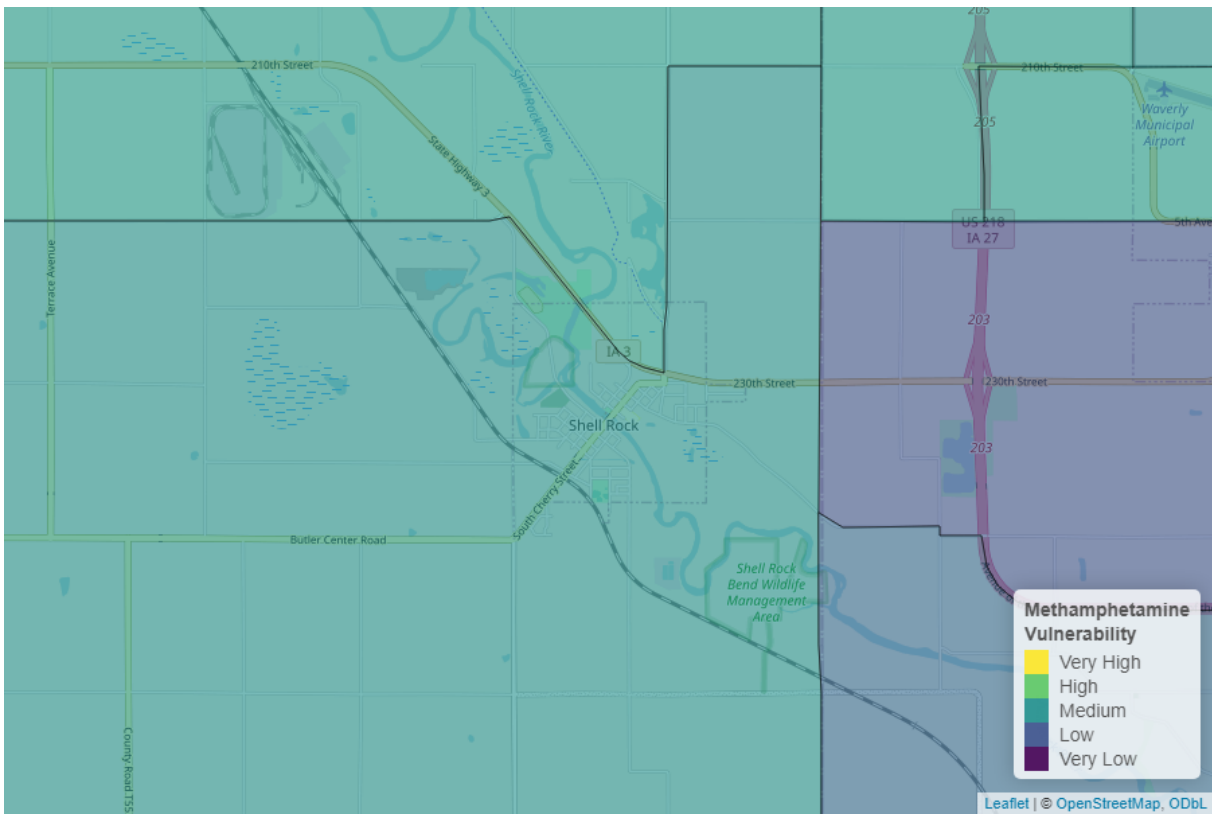 205
210th Street
210th Street
Shell Rock River
Waverly
Municipal
Airport
205
State Highway 3
US 218
IA 27
5th Ave
Terrace Avenue
203
IA 3
230th Street
230th Street
Shell Rock
203
South Cherry Street
Butler Center Road
Shell Rock
Bend Wildlife
Management
Area
Avenue
County Road T55
Methamphetamine
Vulnerability
Very High
High
Medium
Low
Very Low
Leaflet | © OpenStreetMap, ODbL